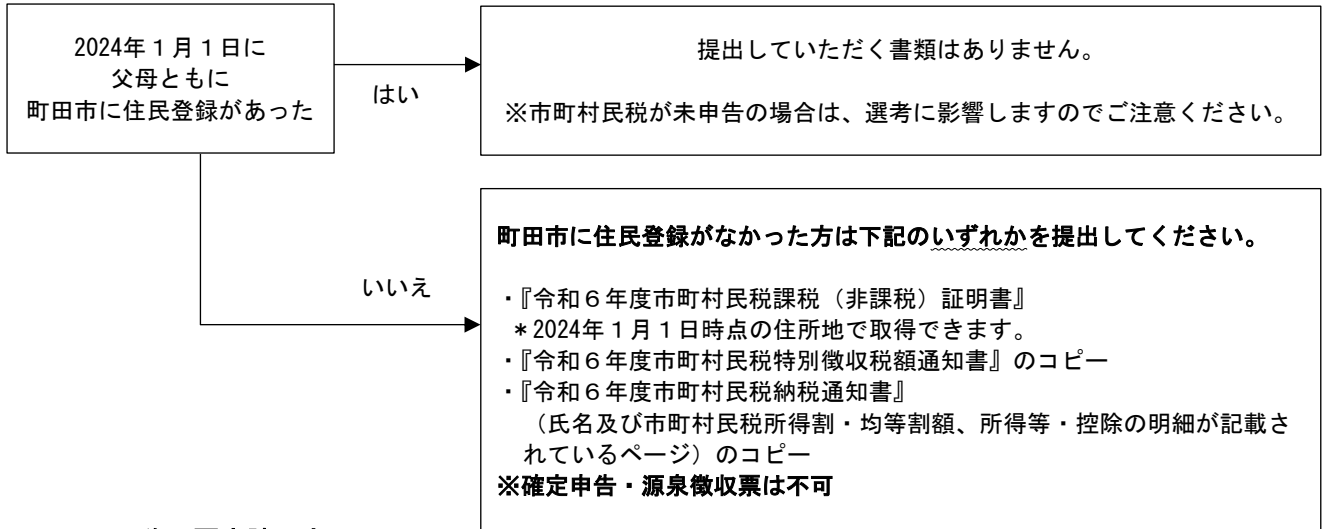 2024年１月１日に
父母ともに
町田市に住民登録があった
はい
提出していただく書類はありません。
※市町村民税が未申告の場合は、選考に影響しますのでご注意ください。
いいえ
町田市に住民登録がなかった方は下記のいずれかを提出してください。
・『令和６年度市町村民税課税（非課税）証明書』
＊2024年１月１日時点の住所地で取得できます。
・『令和６年度市町村民税特別徴収税額通知書』のコピー
・『令和６年度市町村民税納税通知書』
（氏名及び市町村民税所得割・均等割額、所得等・控除の明細が記載さ
れているページ）のコピー
※確定申告・源泉徴収票は不可